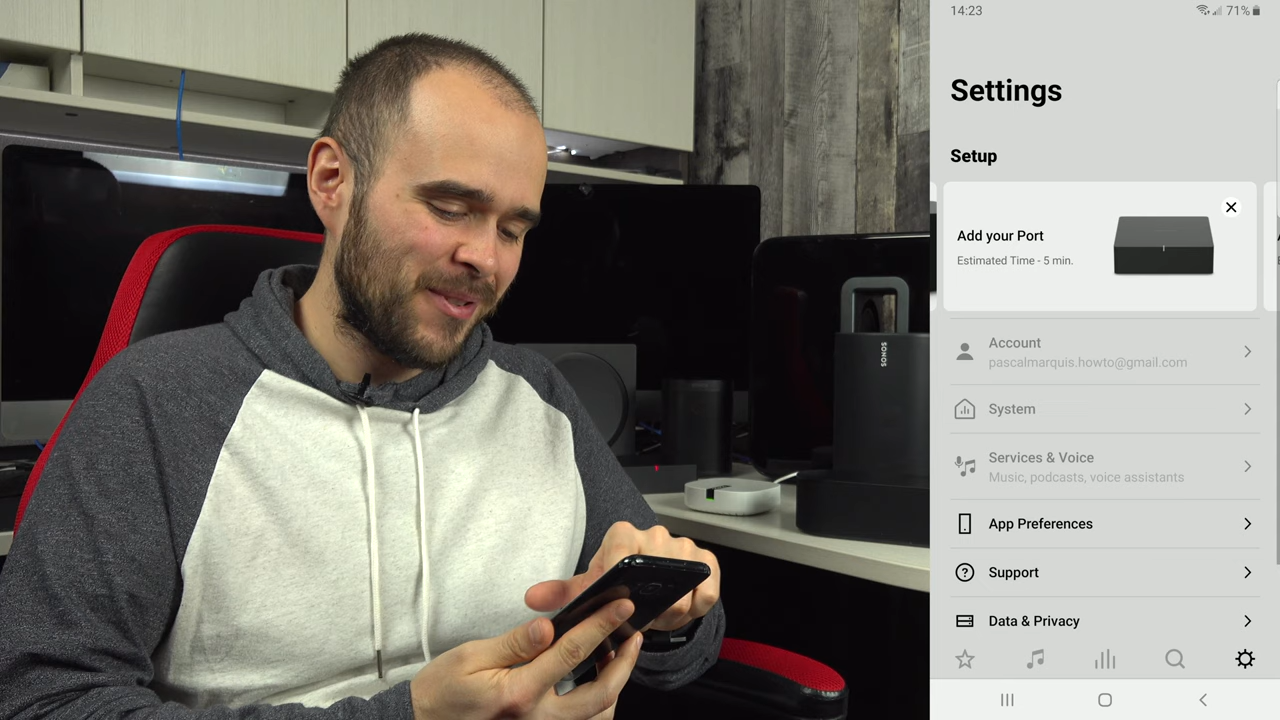 14:23
71%
Settings
Setup
Add your Port
Estimated Time - 5 min.
Account
pascalmarquis.howto@gmail.com
System
Services & Voice
Music, podcasts, voice assistants
App Preferences
Support
Data & Privacy
SONOS